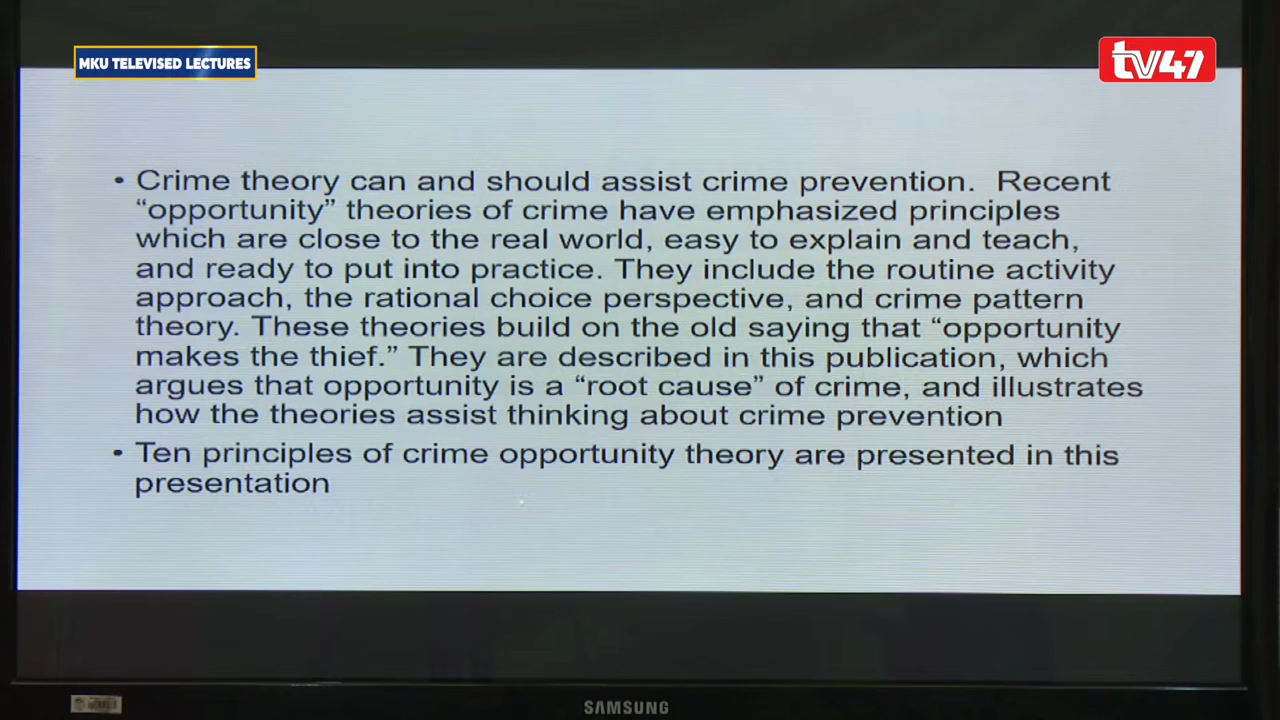 MKU TELEVISED LECTURES
tv47
• Crime theory can and should assist crime prevention.  Recent
“opportunity” theories of crime have emphasized principles
which are close to the real world, easy to explain and teach,
and ready to put into practice. They include the routine activity
approach, the rational choice perspective, and crime pattern
theory. These theories build on the old saying that “opportunity
makes the thief.” They are described in this publication, which
argues that opportunity is a “root cause” of crime, and illustrates
how the theories assist thinking about crime prevention
• Ten principles of crime opportunity theory are presented in this
presentation
SAMSUNG